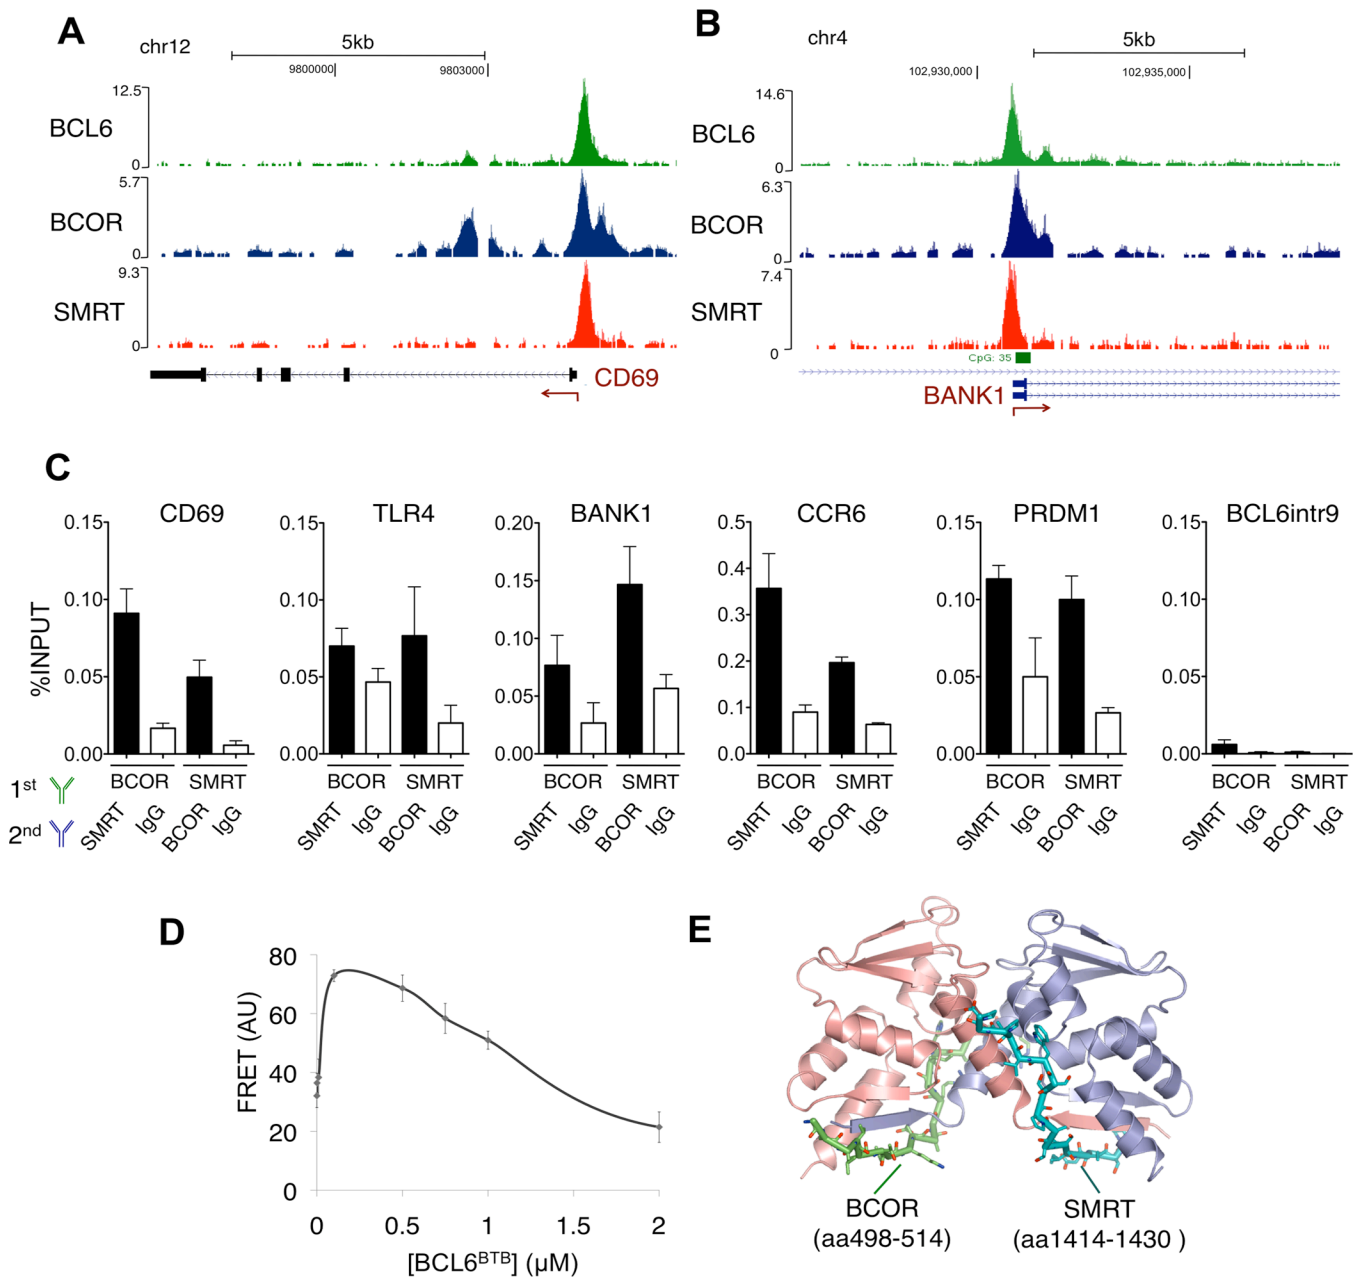 A
chr12
5kb
9800000
9803000
BCL6
12.5
0
BCOR
5.7
0
SMRT
9.3
0
CD69
B
chr4
5kb
102,930,000
102,935,000
BCL6
14.6
0
BCOR
6.3
0
SMRT
7.4
0
CpG: 35
BANK1
C
%INPUT
CD69
0.15
0.10
0.05
0.00
BCOR SMRT
SMRT IgG BCOR IgG
TLR4
0.15
0.10
0.05
0.00
BCOR SMRT
SMRT IgG BCOR IgG
BANK1
0.20
0.15
0.10
0.05
0.00
BCOR SMRT
SMRT IgG BCOR IgG
CCR6
0.5
0.4
0.3
0.2
0.1
0.0
BCOR SMRT
SMRT IgG BCOR IgG
PRDM1
0.15
0.10
0.05
0.00
BCOR SMRT
SMRT IgG BCOR IgG
BCL6intr9
0.15
0.10
0.05
0.00
BCOR SMRT
SMRT IgG BCOR IgG
1st
2nd
D
FRET (AU)
80
60
40
20
0
0 0.5 1 1.5 2
[BCL6BTB] (µM)
E
BCOR
(aa498-514)
SMRT
(aa1414-1430 )